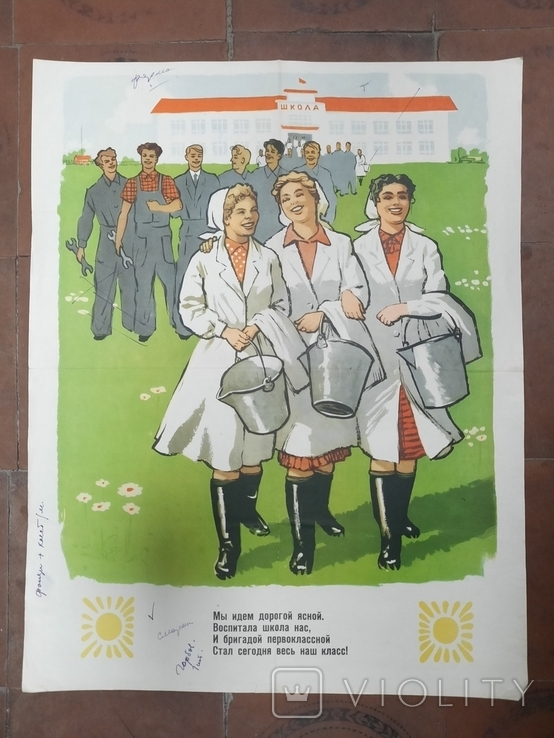 ШКОЛА
Мы идем дорогой ясной.
Воспитала школа нас,
И бригадой первоклассной
Стал сегодня весь наш класс!
VIOLITY